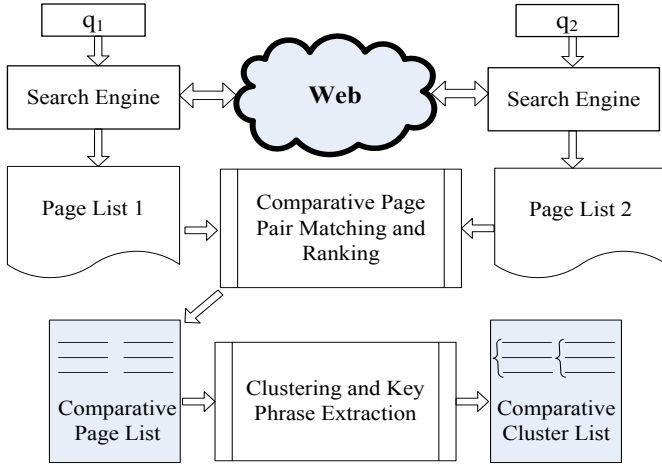 q1
q2
Search Engine
Web
Search Engine
Page List 1
Comparative Page
Pair Matching and
Ranking
Page List 2
Comparative
Page List
Clustering and Key
Phrase Extraction
Comparative
Cluster List